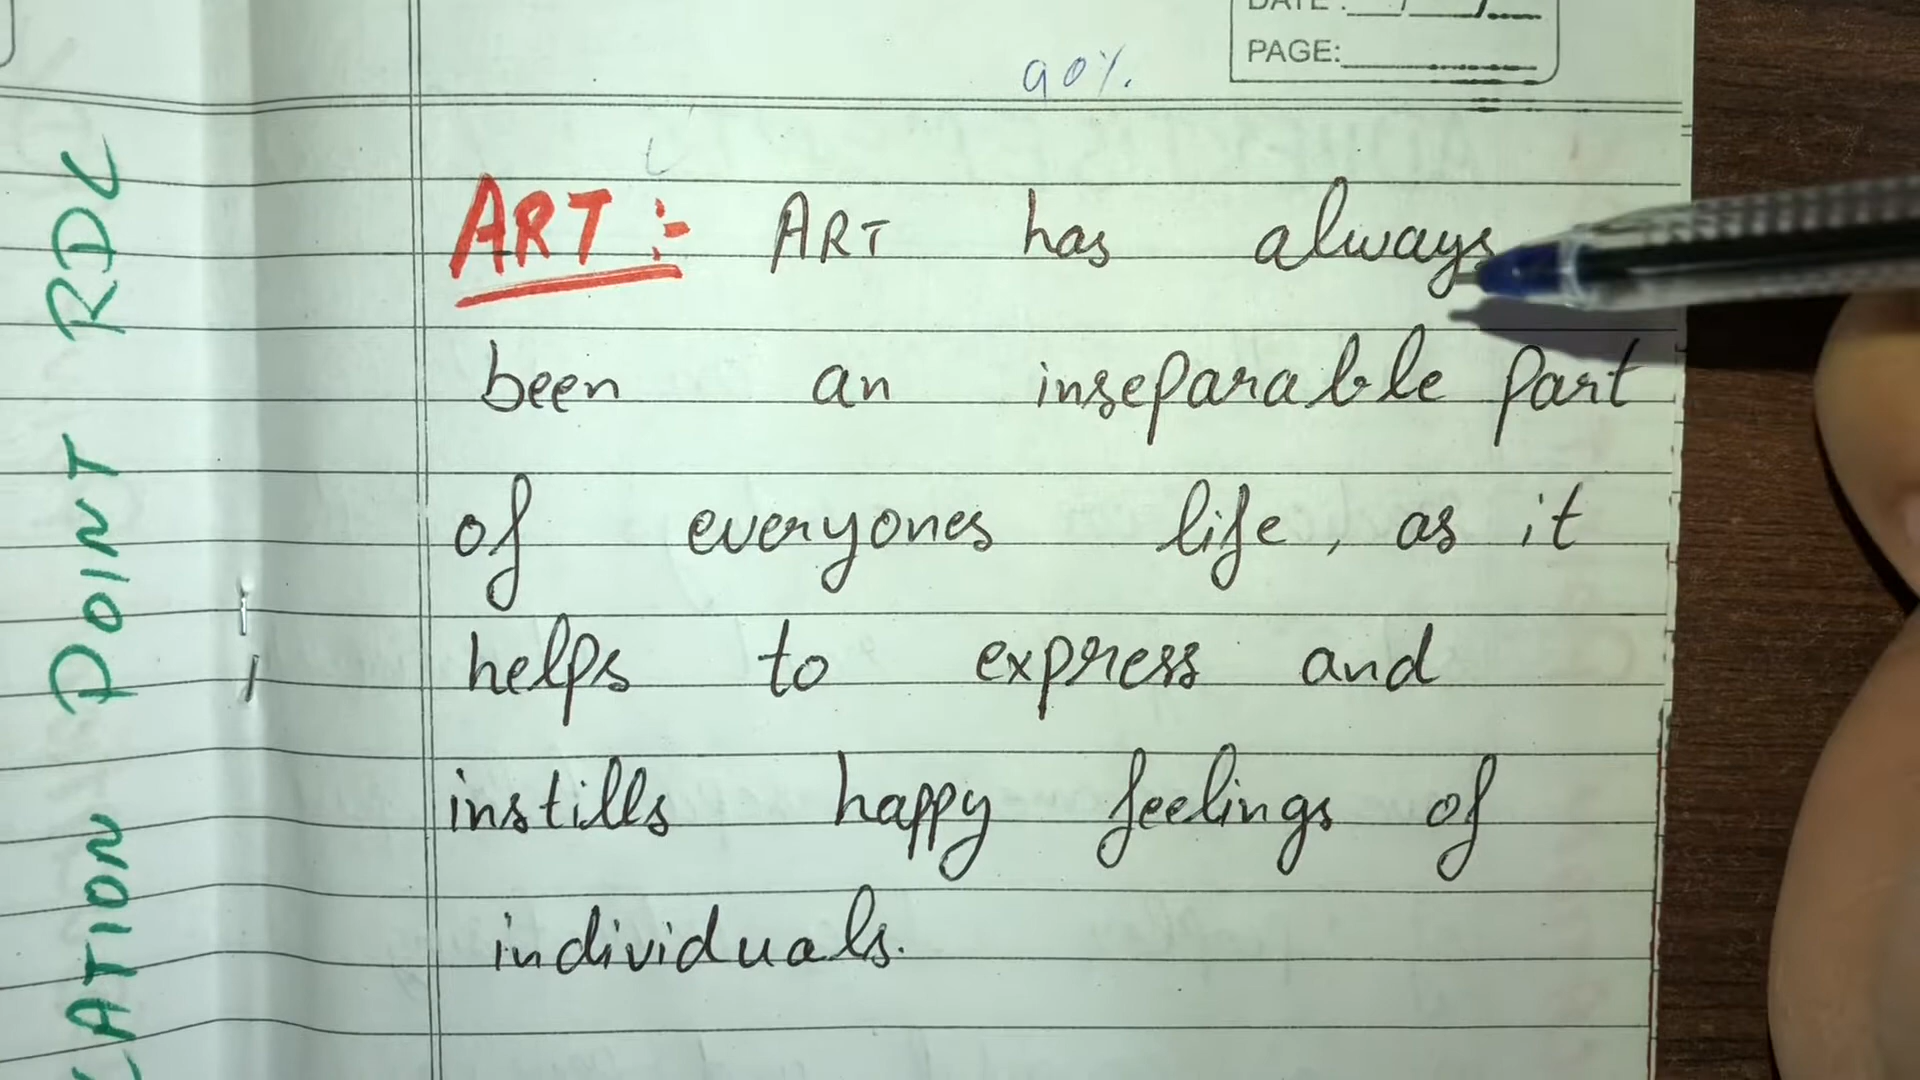 DATE :
PAGE:
90%.
ART :- ART has always
been an inseparable part
of everyones life, as it
helps to express and
instills happy feelings of
individuals.
CATION POINT RDC